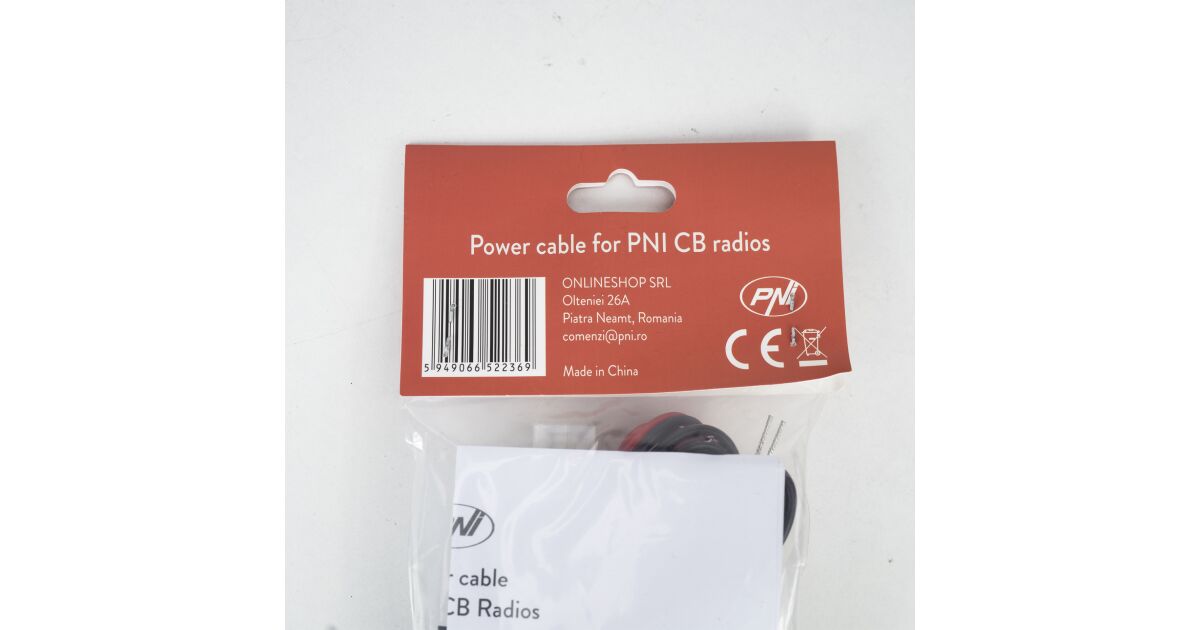 Power cable for PNI CB radios
ONLINESHOP SRL
Olteniei 26A
Piatra Neamt, Romania
comenzi@pni.ro
Made in China
5 949066 522369
PNI
CE
NI
r cable
CB Radios